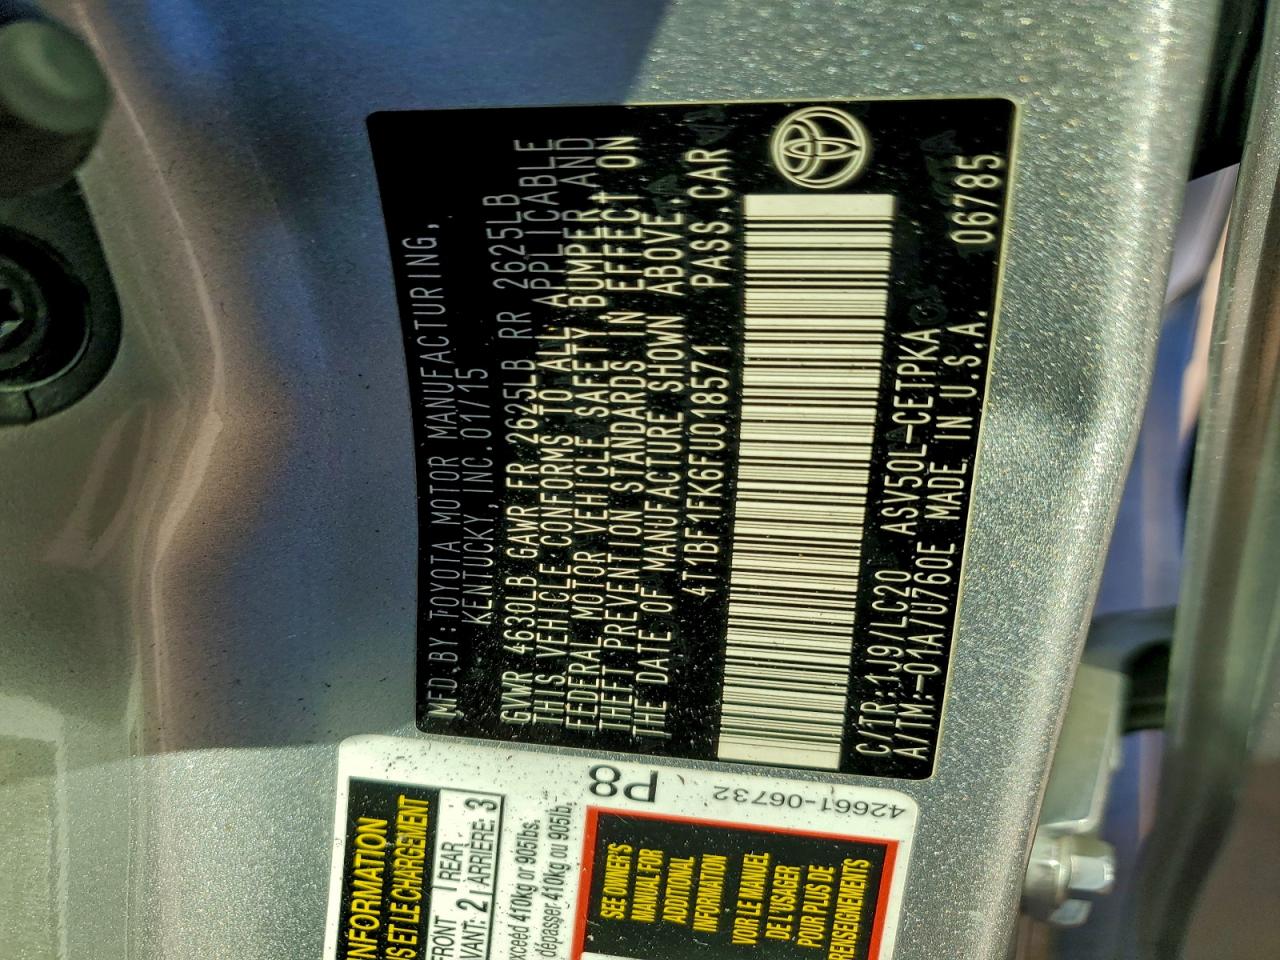 MFD.BY:TOYOTA MOTOR MANUFACTURING,
KENTUCKY, INC. 01/15
GVWR 4630LB GAWR FR 2625LB RR 2625LB
THIS VEHICLE CONFORMS TO ALL APPLICABLE
FEDERAL MOTOR VEHICLE SAFETY, BUMPER, AND
THEFT PREVENTION STANDARDS IN EFFECT ON
THE DATE OF MANUFACTURE SHOWN ABOVE.
4T1BF1FK6FU018571 PASS.CAR
C/TR:1J9/LC20 ASV50L-CETPKA
A/TM:-01A/U760E MADE IN U.S.A.
06785
P8
42661-06732
INFORMATION
ET LE CHARGEMENT
FRONT
AVANT: 2
REAR
ARRIÈRE: 3
exceed 410kg or 905lbs.
dépasser 410kg ou 905lb.
SEE OWNER'S
MANUAL FOR
ADDITIONAL
INFORMATION
VOIR LE MANUEL
DE L'USAGER
POUR PLUS DE
RENSEIGNEMENTS